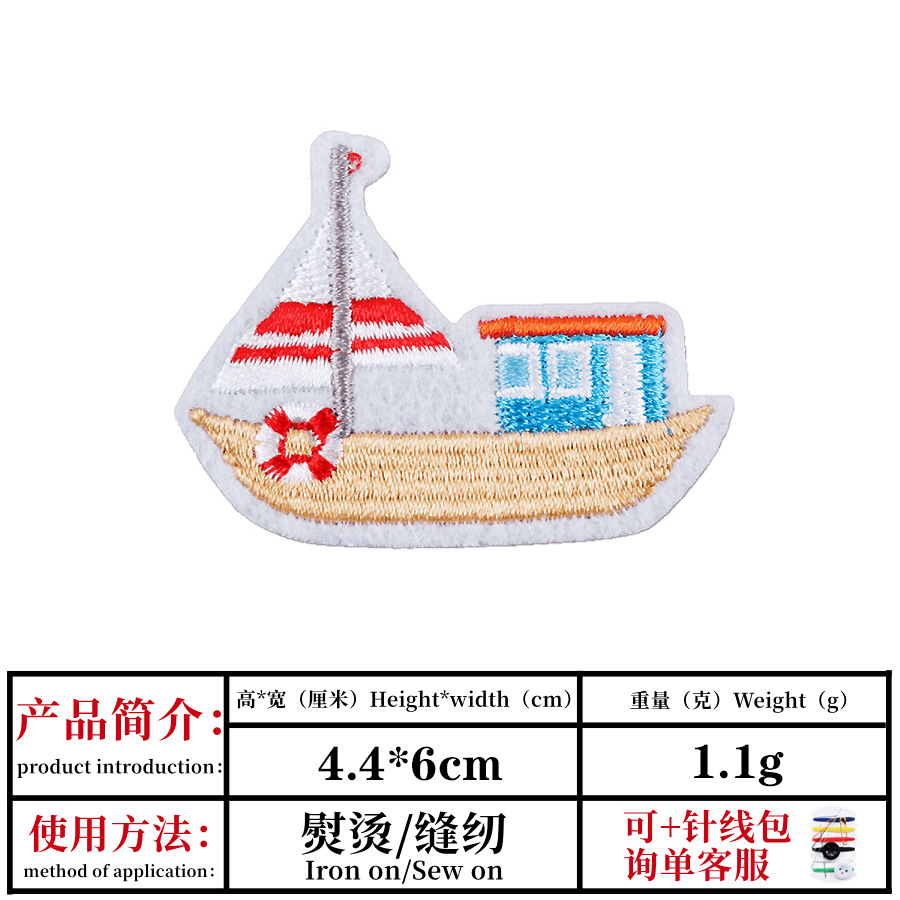 产品简介：
product introduction：
高*宽（厘米）Height*width（cm）
重量（克）Weight（g）
4.4*6cm
1.1g
使用方法：
method of application：
熨烫/缝纫
Iron on/Sew on
可+针线包
询单客服